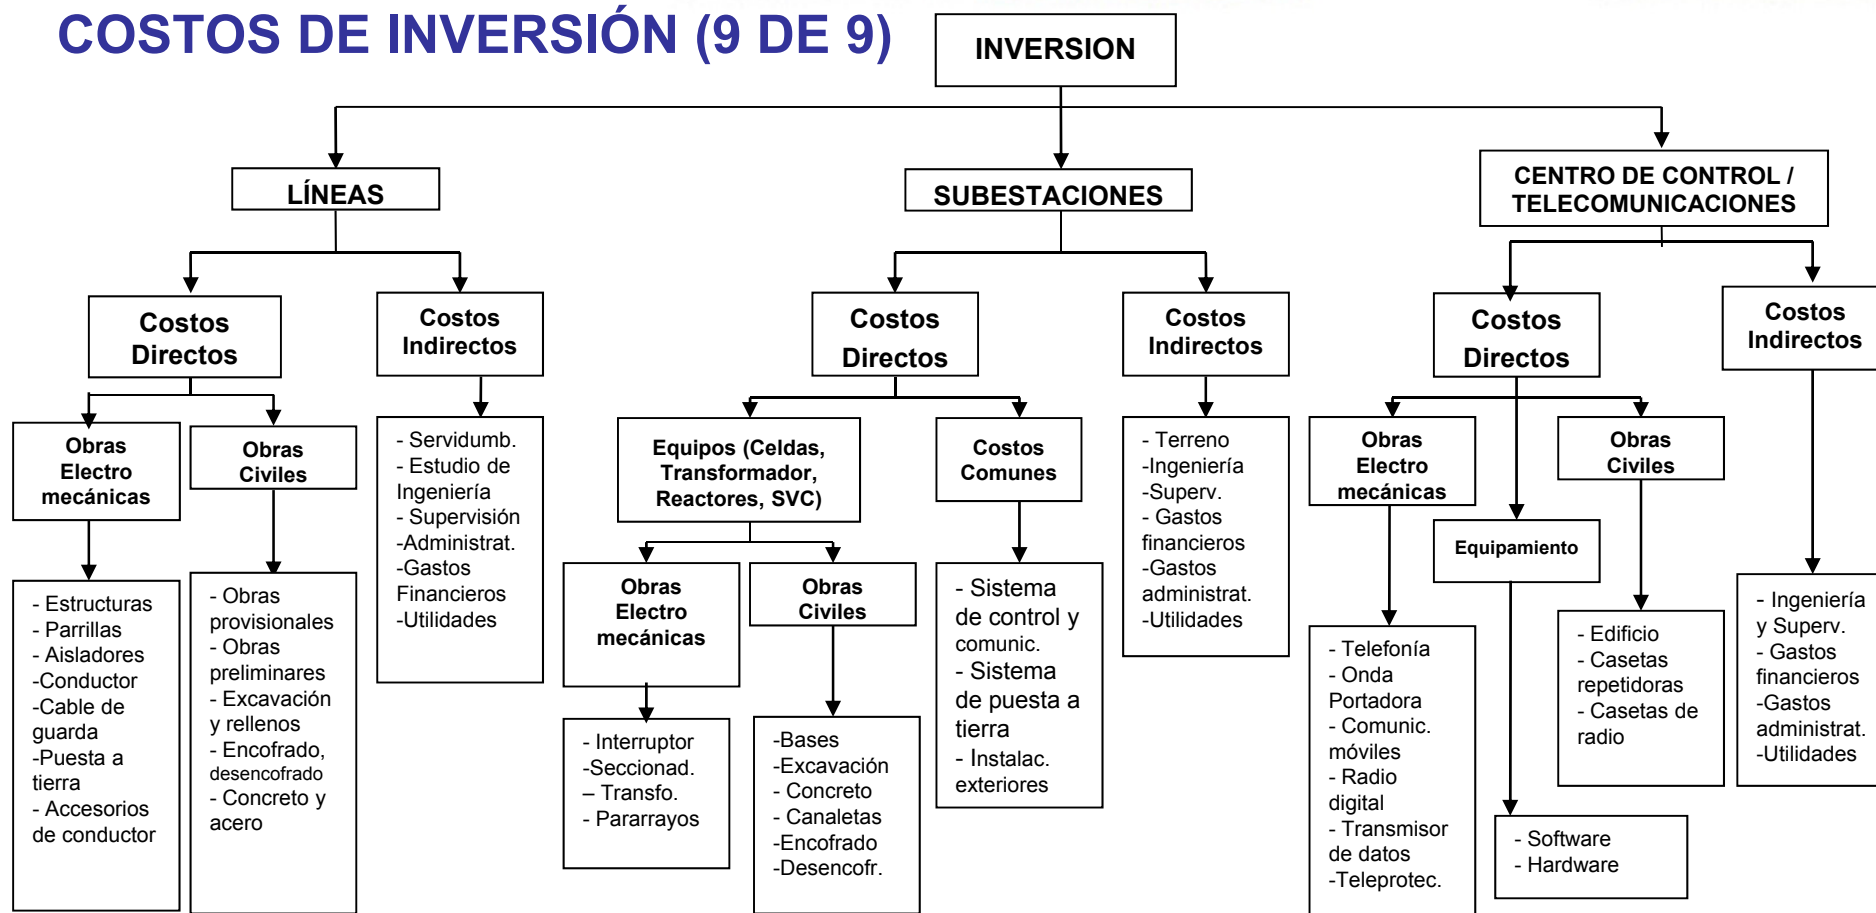 COSTOS DE INVERSIÓN (9 DE 9)
INVERSION
LÍNEAS
SUBESTACIONES
CENTRO DE CONTROL /
TELECOMUNICACIONES
Costos
Directos
Costos
Indirectos
Costos
Directos
Costos
Indirectos
Costos
Directos
Costos
Indirectos
Obras
Electro
mecánicas
Obras
Civiles
- Servidumb.
- Estudio de
Ingeniería
- Supervisión
-Administrat.
-Gastos
Financieros
-Utilidades
Equipos (Celdas,
Transformador,
Reactores, SVC)
Costos
Comunes
- Terreno
-Ingeniería
-Superv.
- Gastos
financieros
-Gastos
administrat.
-Utilidades
Obras
Electro
mecánicas
Equipamiento
Obras
Civiles
- Estructuras
- Parrillas
- Aisladores
-Conductor
-Cable de
guarda
-Puesta a
tierra
- Accesorios
de conductor
- Obras
provisionales
- Obras
preliminares
- Excavación
y rellenos
- Encofrado,
desencofrado
- Concreto y
acero
Obras
Electro
mecánicas
Obras
Civiles
- Sistema
de control y
comunic.
- Sistema
de puesta a
tierra
- Instalac.
exteriores
- Interruptor
-Seccionad.
– Transfo.
- Pararrayos
-Bases
-Excavación
- Concreto
- Canaletas
-Encofrado
-Desencofr.
- Telefonía
- Onda
Portadora
- Comunic.
móviles
- Radio
digital
- Transmisor
de datos
-Teleprotec.
- Software
- Hardware
- Edificio
- Casetas
repetidoras
- Casetas de
radio
- Ingeniería
y Superv.
- Gastos
financieros
-Gastos
administrat.
-Utilidades